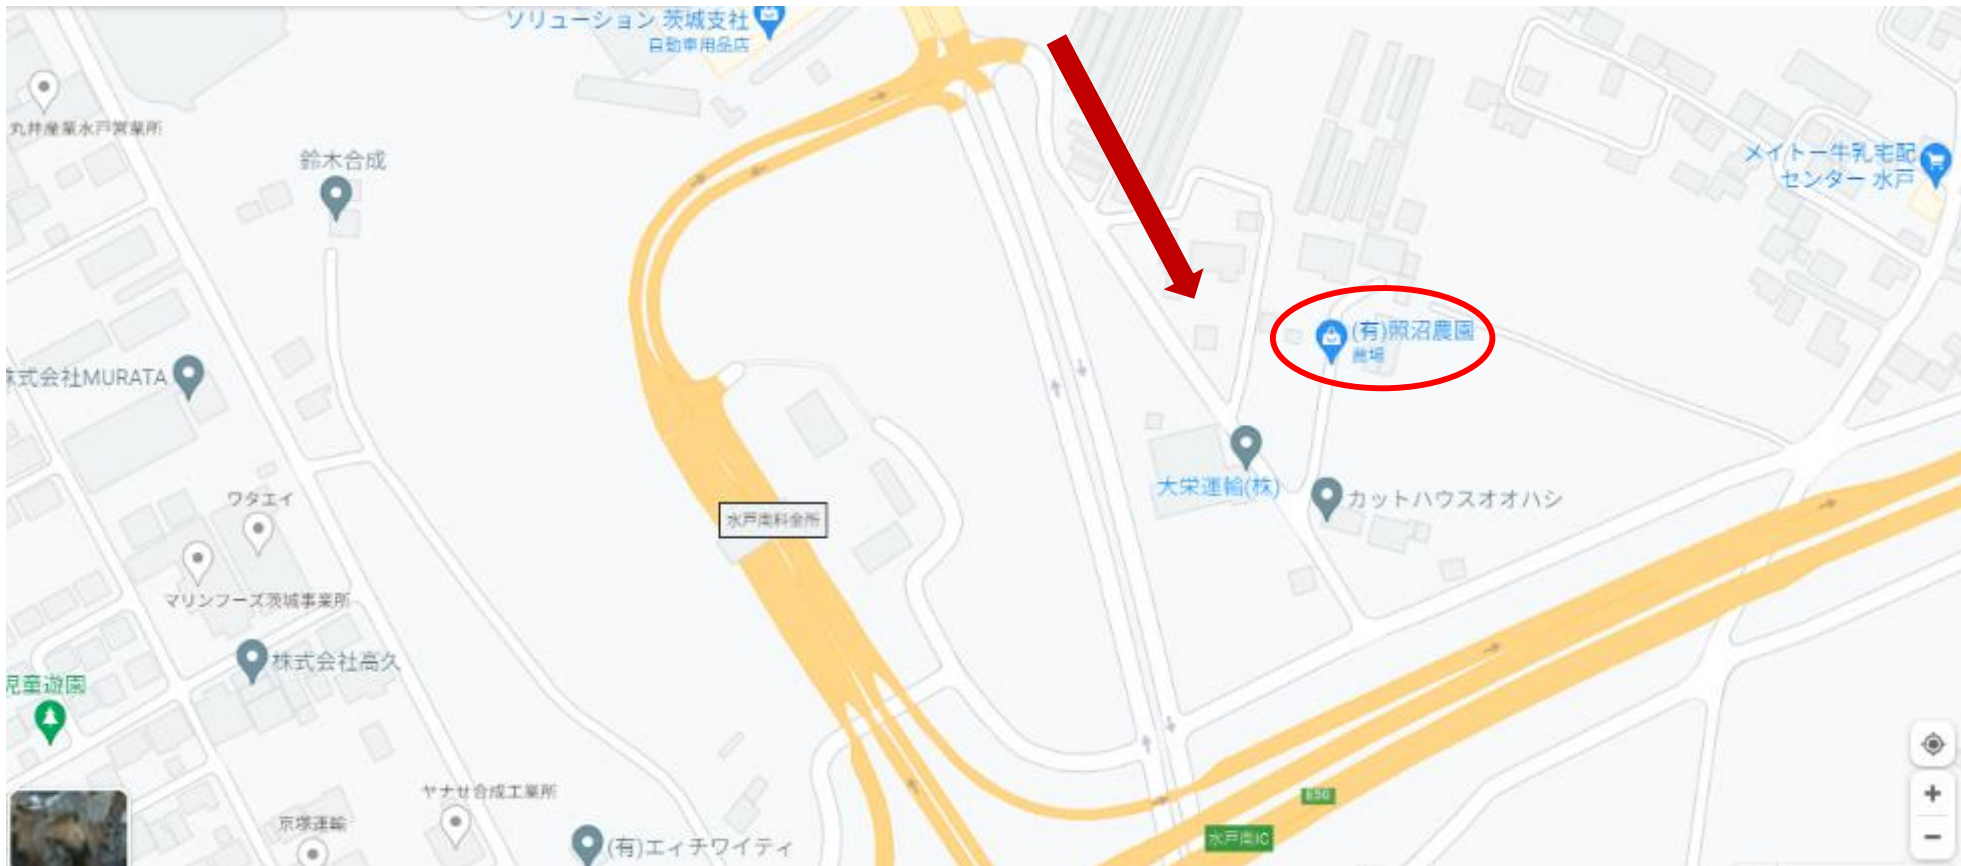 ソリューション 茨城支社
自動車用品店
丸井産業水戸営業所
鈴木合成
メイトー牛乳宅配
センター 水戸
(有)照沼農園
農場
株式会社MURATA
大栄運輸(株)
カットハウスオオハシ
ワタエイ
水戸南料金所
マリンフーズ茨城事業所
株式会社高久
児童遊園
ヤナセ合成工業所
京塚運輸
(有)エィチワイティ
E50
水戸南IC